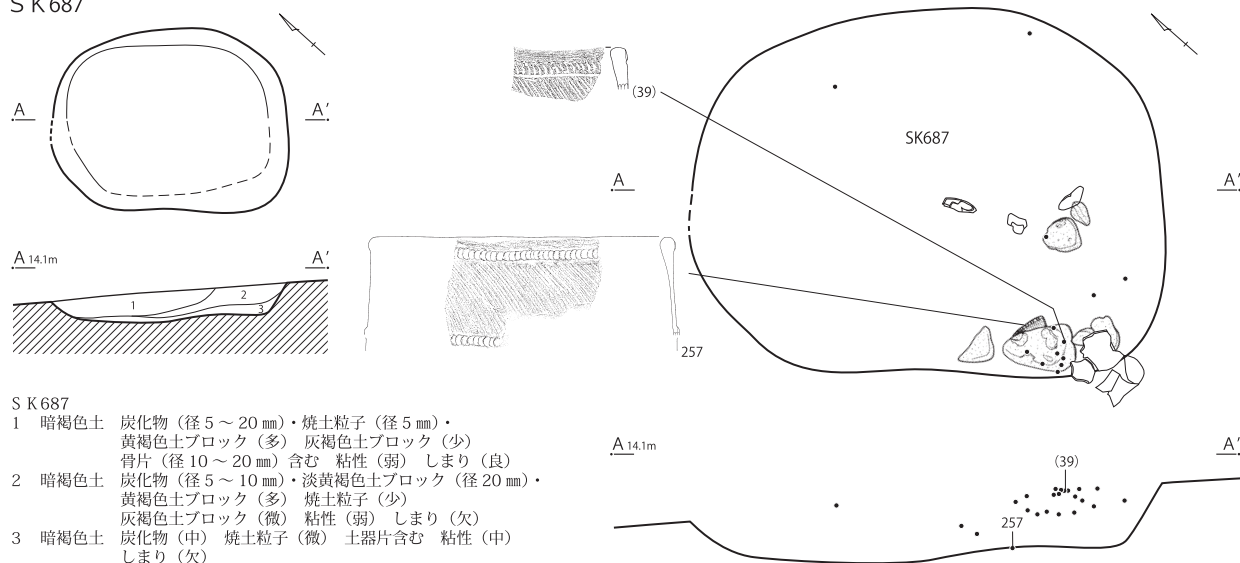 SK687
A
A′
A 14.1m
A′
1
2
3
(39)
257
SK687
A
A′
A 14.1m
A′
(39)
257
SK687
1 暗褐色土 炭化物（径5～20㎜）・焼土粒子（径5㎜）・
黄褐色土ブロック（多） 灰褐色土ブロック（少）
骨片（径10～20㎜）含む 粘性（弱） しまり（良）
2 暗褐色土 炭化物（径5～10㎜）・淡黄褐色土ブロック（径20㎜）・
黄褐色土ブロック（多） 焼土粒子（少）
灰褐色土ブロック（微） 粘性（弱） しまり（欠）
3 暗褐色土 炭化物（中） 焼土粒子（微） 土器片含む 粘性（中）
しまり（欠）